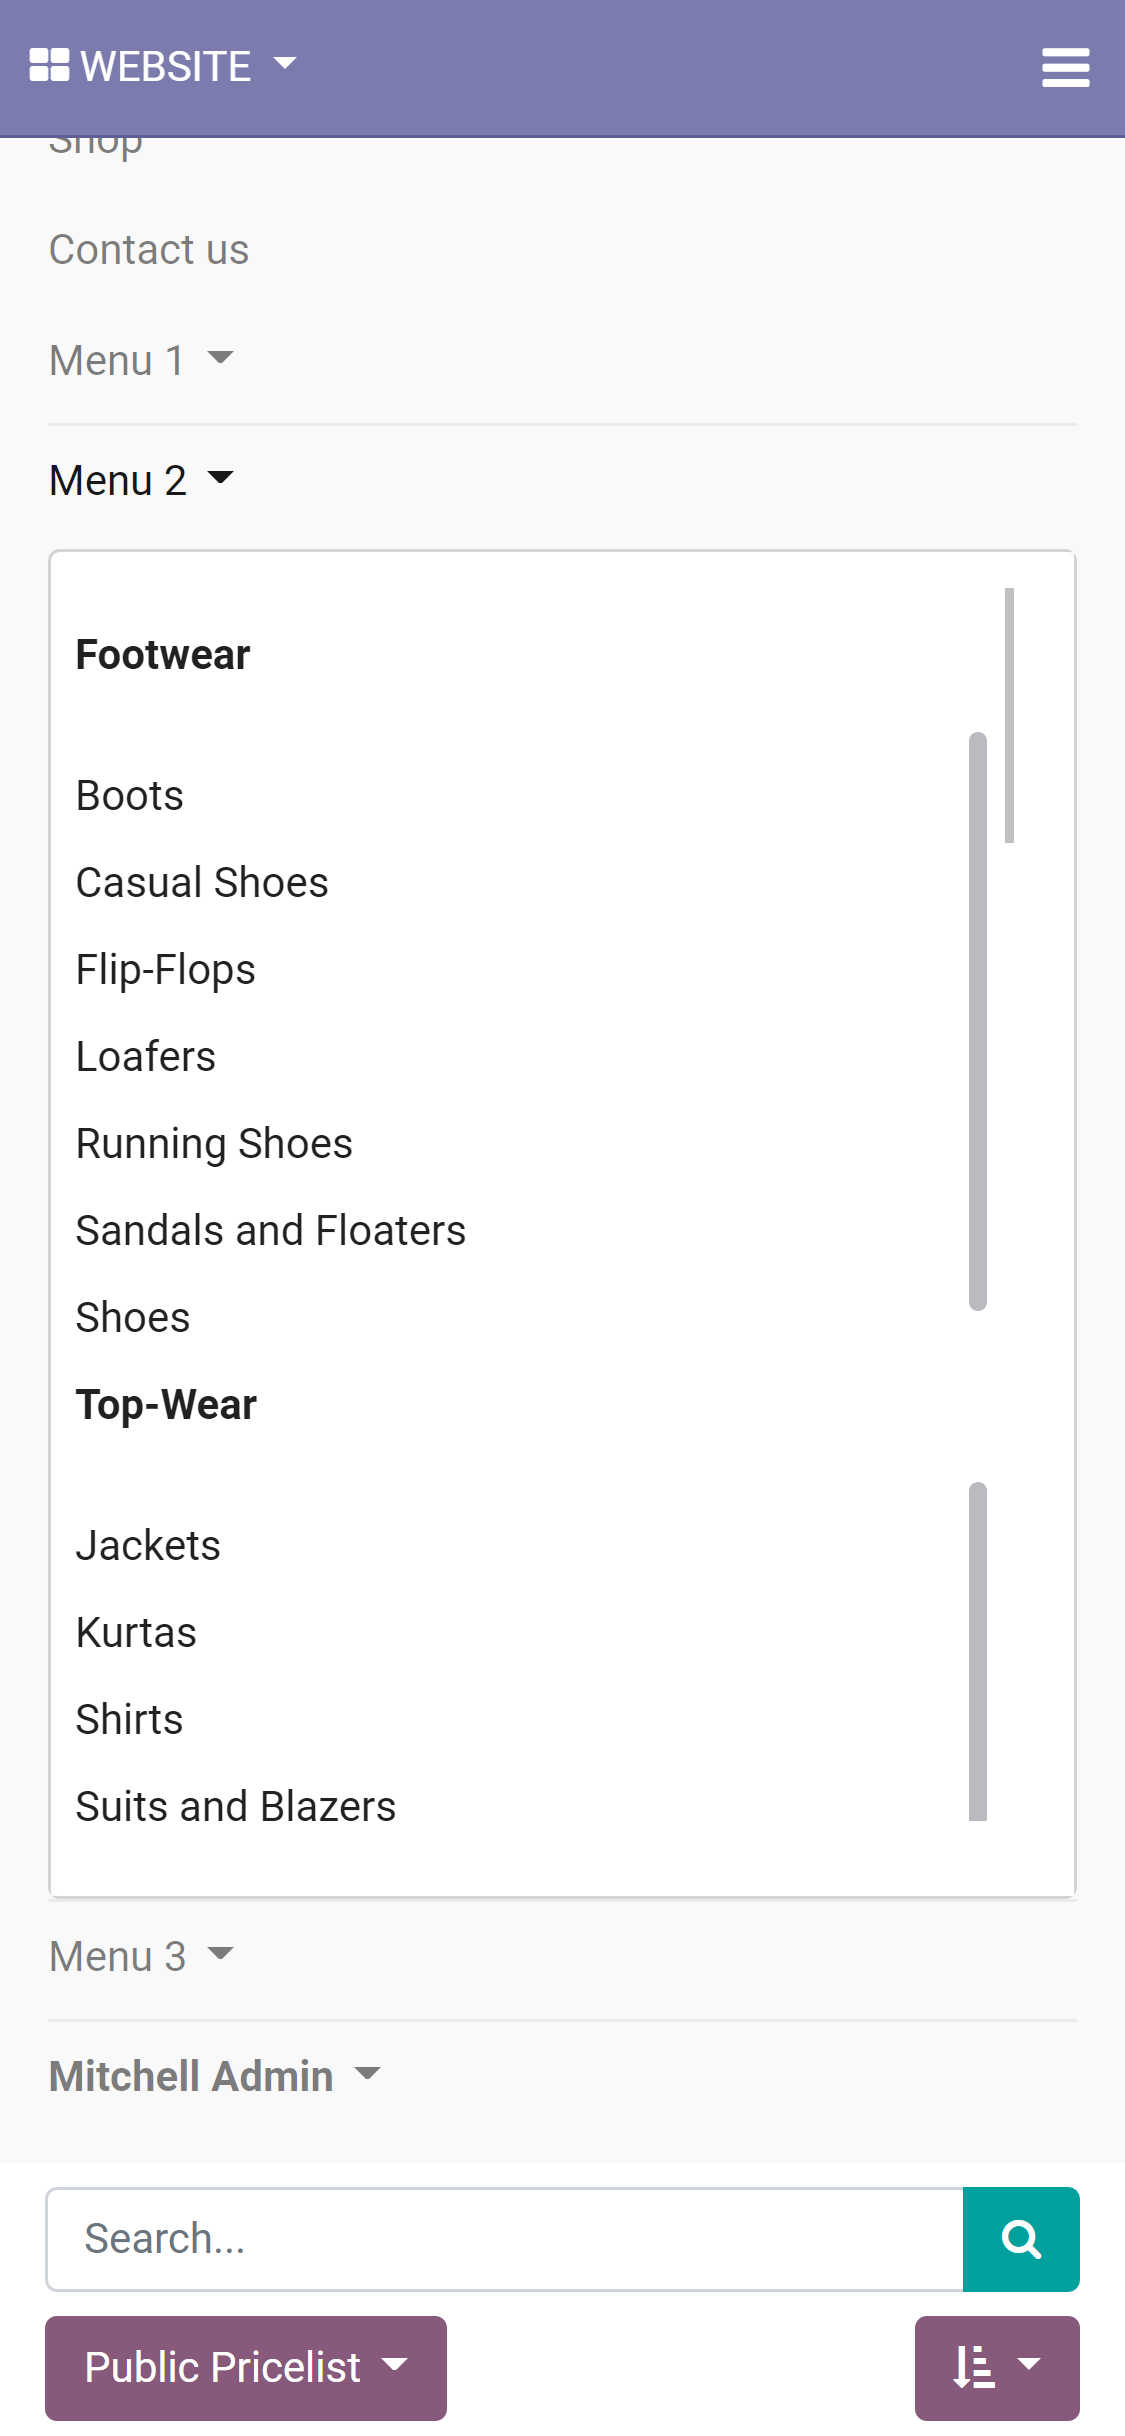 WEBSITE
Shop
Contact us
Menu 1
Menu 2
Footwear
Boots
Casual Shoes
Flip-Flops
Loafers
Running Shoes
Sandals and Floaters
Shoes
Top-Wear
Jackets
Kurtas
Shirts
Suits and Blazers
Menu 3
Mitchell Admin
Search...
Public Pricelist